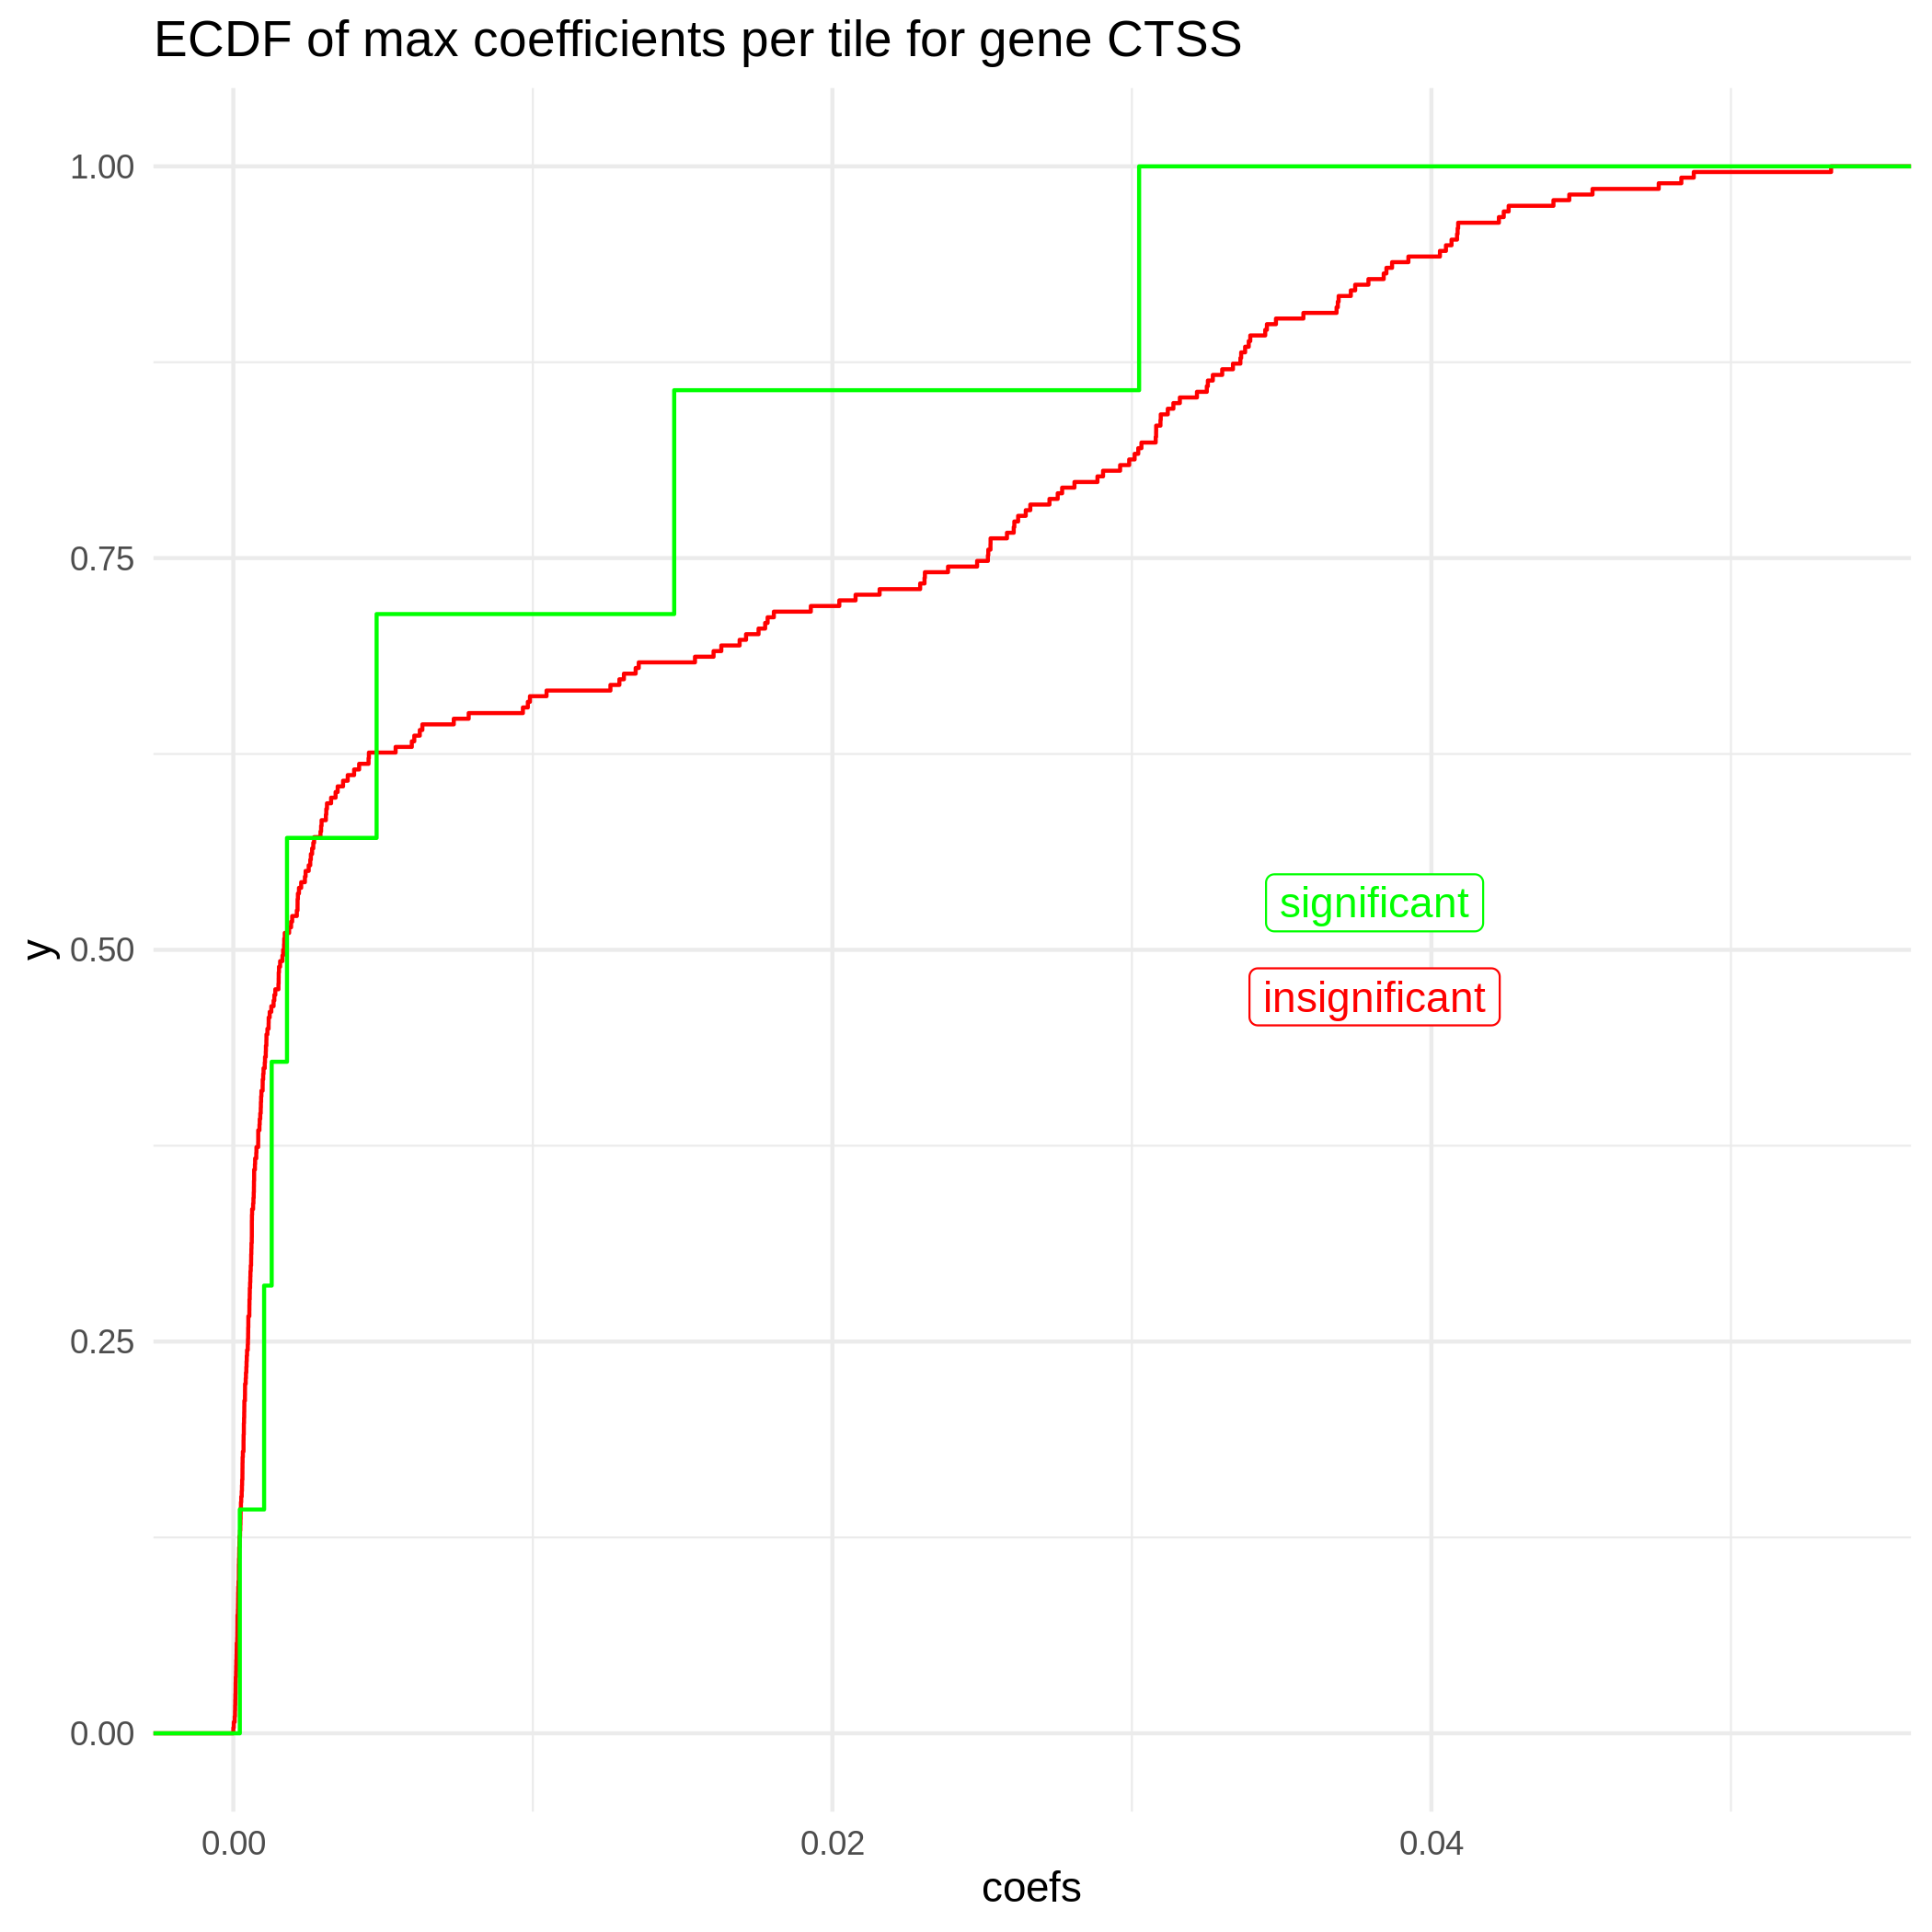 ECDF of max coefficients per tile for gene CTSS
1.00
0.75
0.50
0.25
0.00
y
significant
insignificant
0.00 0.02 0.04
coefs